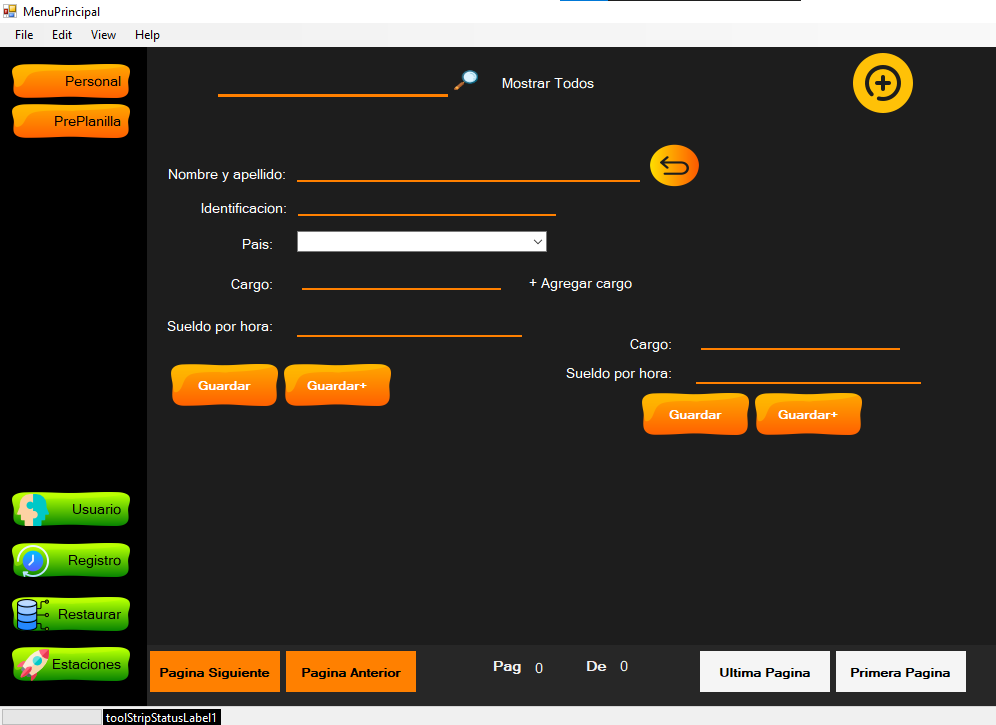 MenuPrincipal
File Edit View Help
Personal
PrePlanilla
Mostrar Todos
Nombre y apellido:
Identificacion:
Pais:
Cargo:
+ Agregar cargo
Sueldo por hora:
Guardar Guardar+
Cargo:
Sueldo por hora:
Guardar Guardar+
Usuario
Registro
Restaurar
Estaciones
Pagina Siguiente Pagina Anterior Pag 0 De 0 Ultima Pagina Primera Pagina
toolStripStatusLabel1